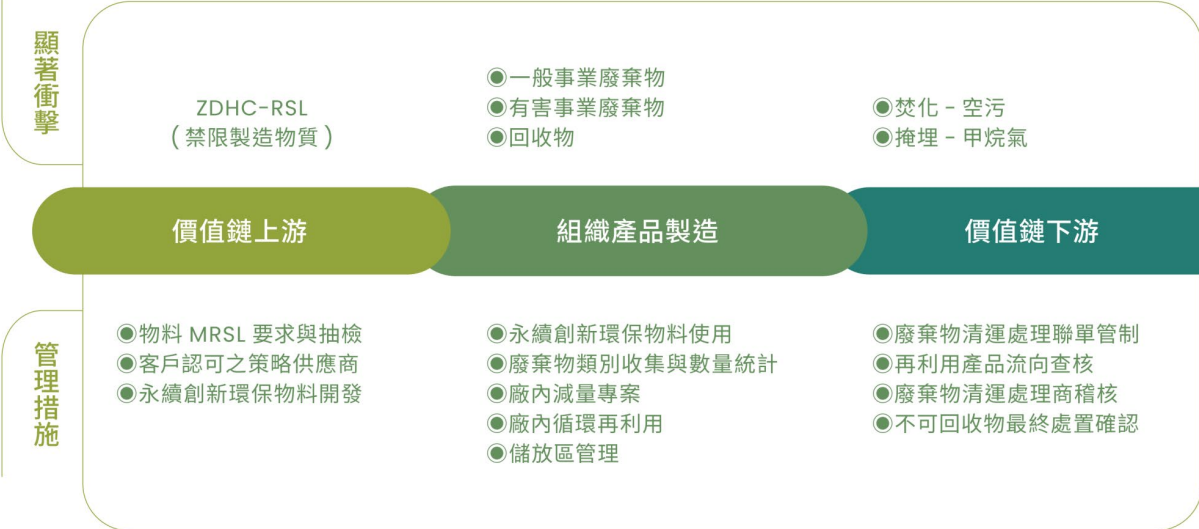 顯著衝擊
ZDHC-RSL
(禁限製造物質)
◉一般事業廢棄物
◉有害事業廢棄物
◉回收物
◉焚化 - 空污
◉掩埋 - 甲烷氣
價值鏈上游
組織產品製造
價值鏈下游
管理措施
◉物料 MRSL 要求與抽檢
◉客戶認可之策略供應商
◉永續創新環保物料開發
◉永續創新環保物料使用
◉廢棄物類別收集與數量統計
◉廠內減量專案
◉廠內循環再利用
◉儲放區管理
◉廢棄物清運處理聯單管制
◉再利用產品流向查核
◉廢棄物清運處理商稽核
◉不可回收物最終處置確認